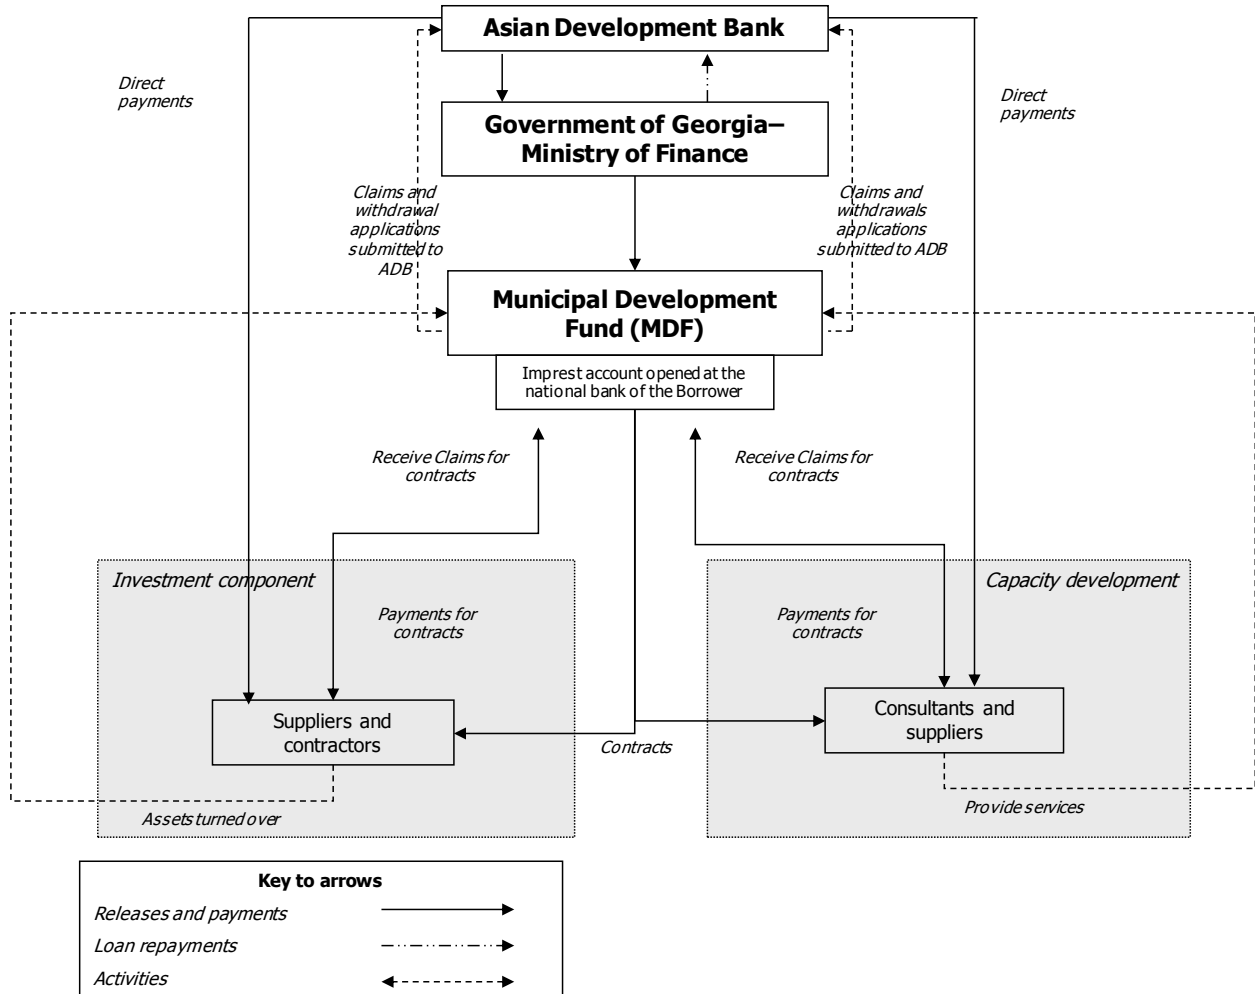 Asian Development Bank
Direct
payments
Direct
payments
Government of Georgia–
Ministry of Finance
Claims and
withdrawal
applications
submitted to
ADB
Claims and
withdrawals
applications
submitted to ADB
Municipal Development
Fund (MDF)
Imprest account opened at the
national bank of the Borrower
Receive Claims for
contracts
Receive Claims for
contracts
Investment component
Capacity development
Payments for
contracts
Payments for
contracts
Suppliers and
contractors
Consultants and
suppliers
Contracts
Assets turned over
Provide services
Key to arrows
Releases and payments
Loan repayments
Activities